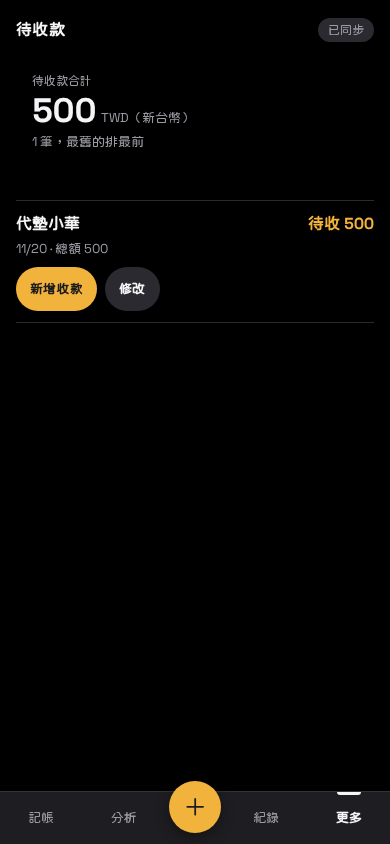 待收款
已同步
待收款合計
500 TWD（新台幣）
1 筆，最舊的排最前
代墊小華
待收 500
11/20 · 總額 500
新增收款
修改
記帳
分析
紀錄
更多